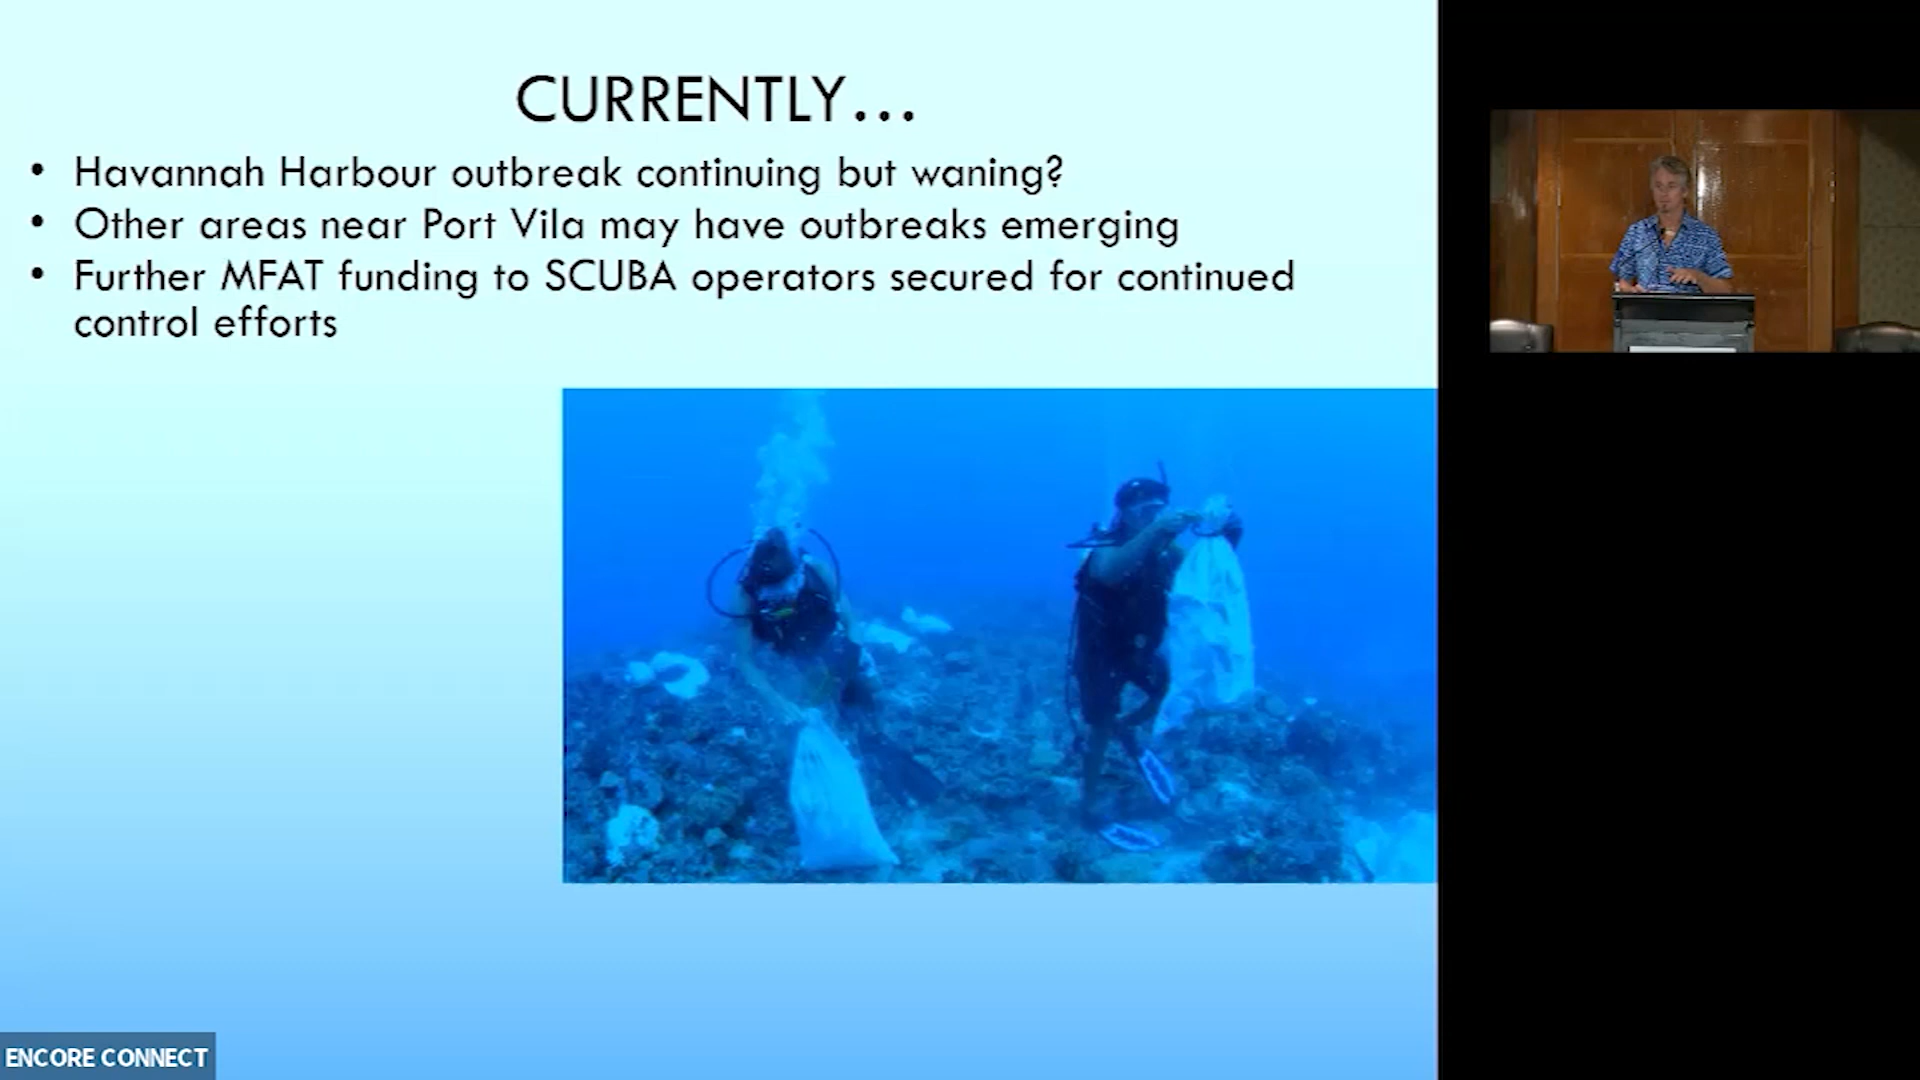 CURRENTLY...
• Havannah Harbour outbreak continuing but waning?
• Other areas near Port Vila may have outbreaks emerging
• Further MFAT funding to SCUBA operators secured for continued
control efforts
ENCORE CONNECT